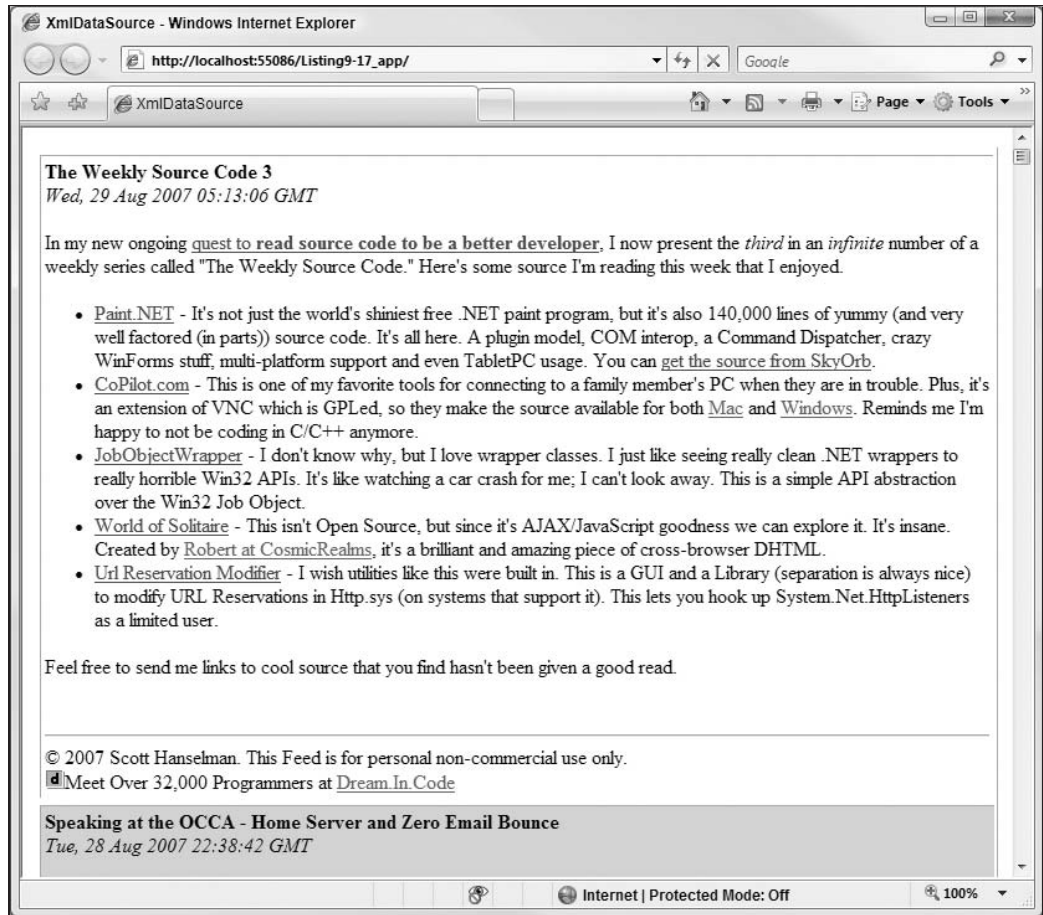 XmlDataSource - Windows Internet Explorer
http://localhost:55086/Listing9-17_app/
Google
XmlDataSource
Page
Tools
The Weekly Source Code 3
Wed, 29 Aug 2007 05:13:06 GMT
In my new ongoing quest to read source code to be a better developer, I now present the third in an infinite number of a
weekly series called "The Weekly Source Code." Here's some source I'm reading this week that I enjoyed.
• Paint.NET - It's not just the world's shiniest free .NET paint program, but it's also 140,000 lines of yummy (and very
well factored (in parts)) source code. It's all here. A plugin model, COM interop, a Command Dispatcher, crazy
WinForms stuff, multi-platform support and even TabletPC usage. You can get the source from SkyOrb.
• CoPilot.com - This is one of my favorite tools for connecting to a family member's PC when they are in trouble. Plus, it's
an extension of VNC which is GPLed, so they make the source available for both Mac and Windows. Reminds me I'm
happy to not be coding in C/C++ anymore.
• JobObjectWrapper - I don't know why, but I love wrapper classes. I just like seeing really clean .NET wrappers to
really horrible Win32 APIs. It's like watching a car crash for me; I can't look away. This is a simple API abstraction
over the Win32 Job Object.
• World of Solitaire - This isn't Open Source, but since it's AJAX/JavaScript goodness we can explore it. It's insane.
Created by Robert at CosmicRealms, it's a brilliant and amazing piece of cross-browser DHTML.
• Url Reservation Modifier - I wish utilities like this were built in. This is a GUI and a Library (separation is always nice)
to modify URL Reservations in Http.sys (on systems that support it). This lets you hook up System.Net.HttpListeners
as a limited user.
Feel free to send me links to cool source that you find hasn't been given a good read.
© 2007 Scott Hanselman. This Feed is for personal non-commercial use only.
d Meet Over 32,000 Programmers at Dream.In.Code
Speaking at the OCCA - Home Server and Zero Email Bounce
Tue, 28 Aug 2007 22:38:42 GMT
Internet | Protected Mode: Off
100%